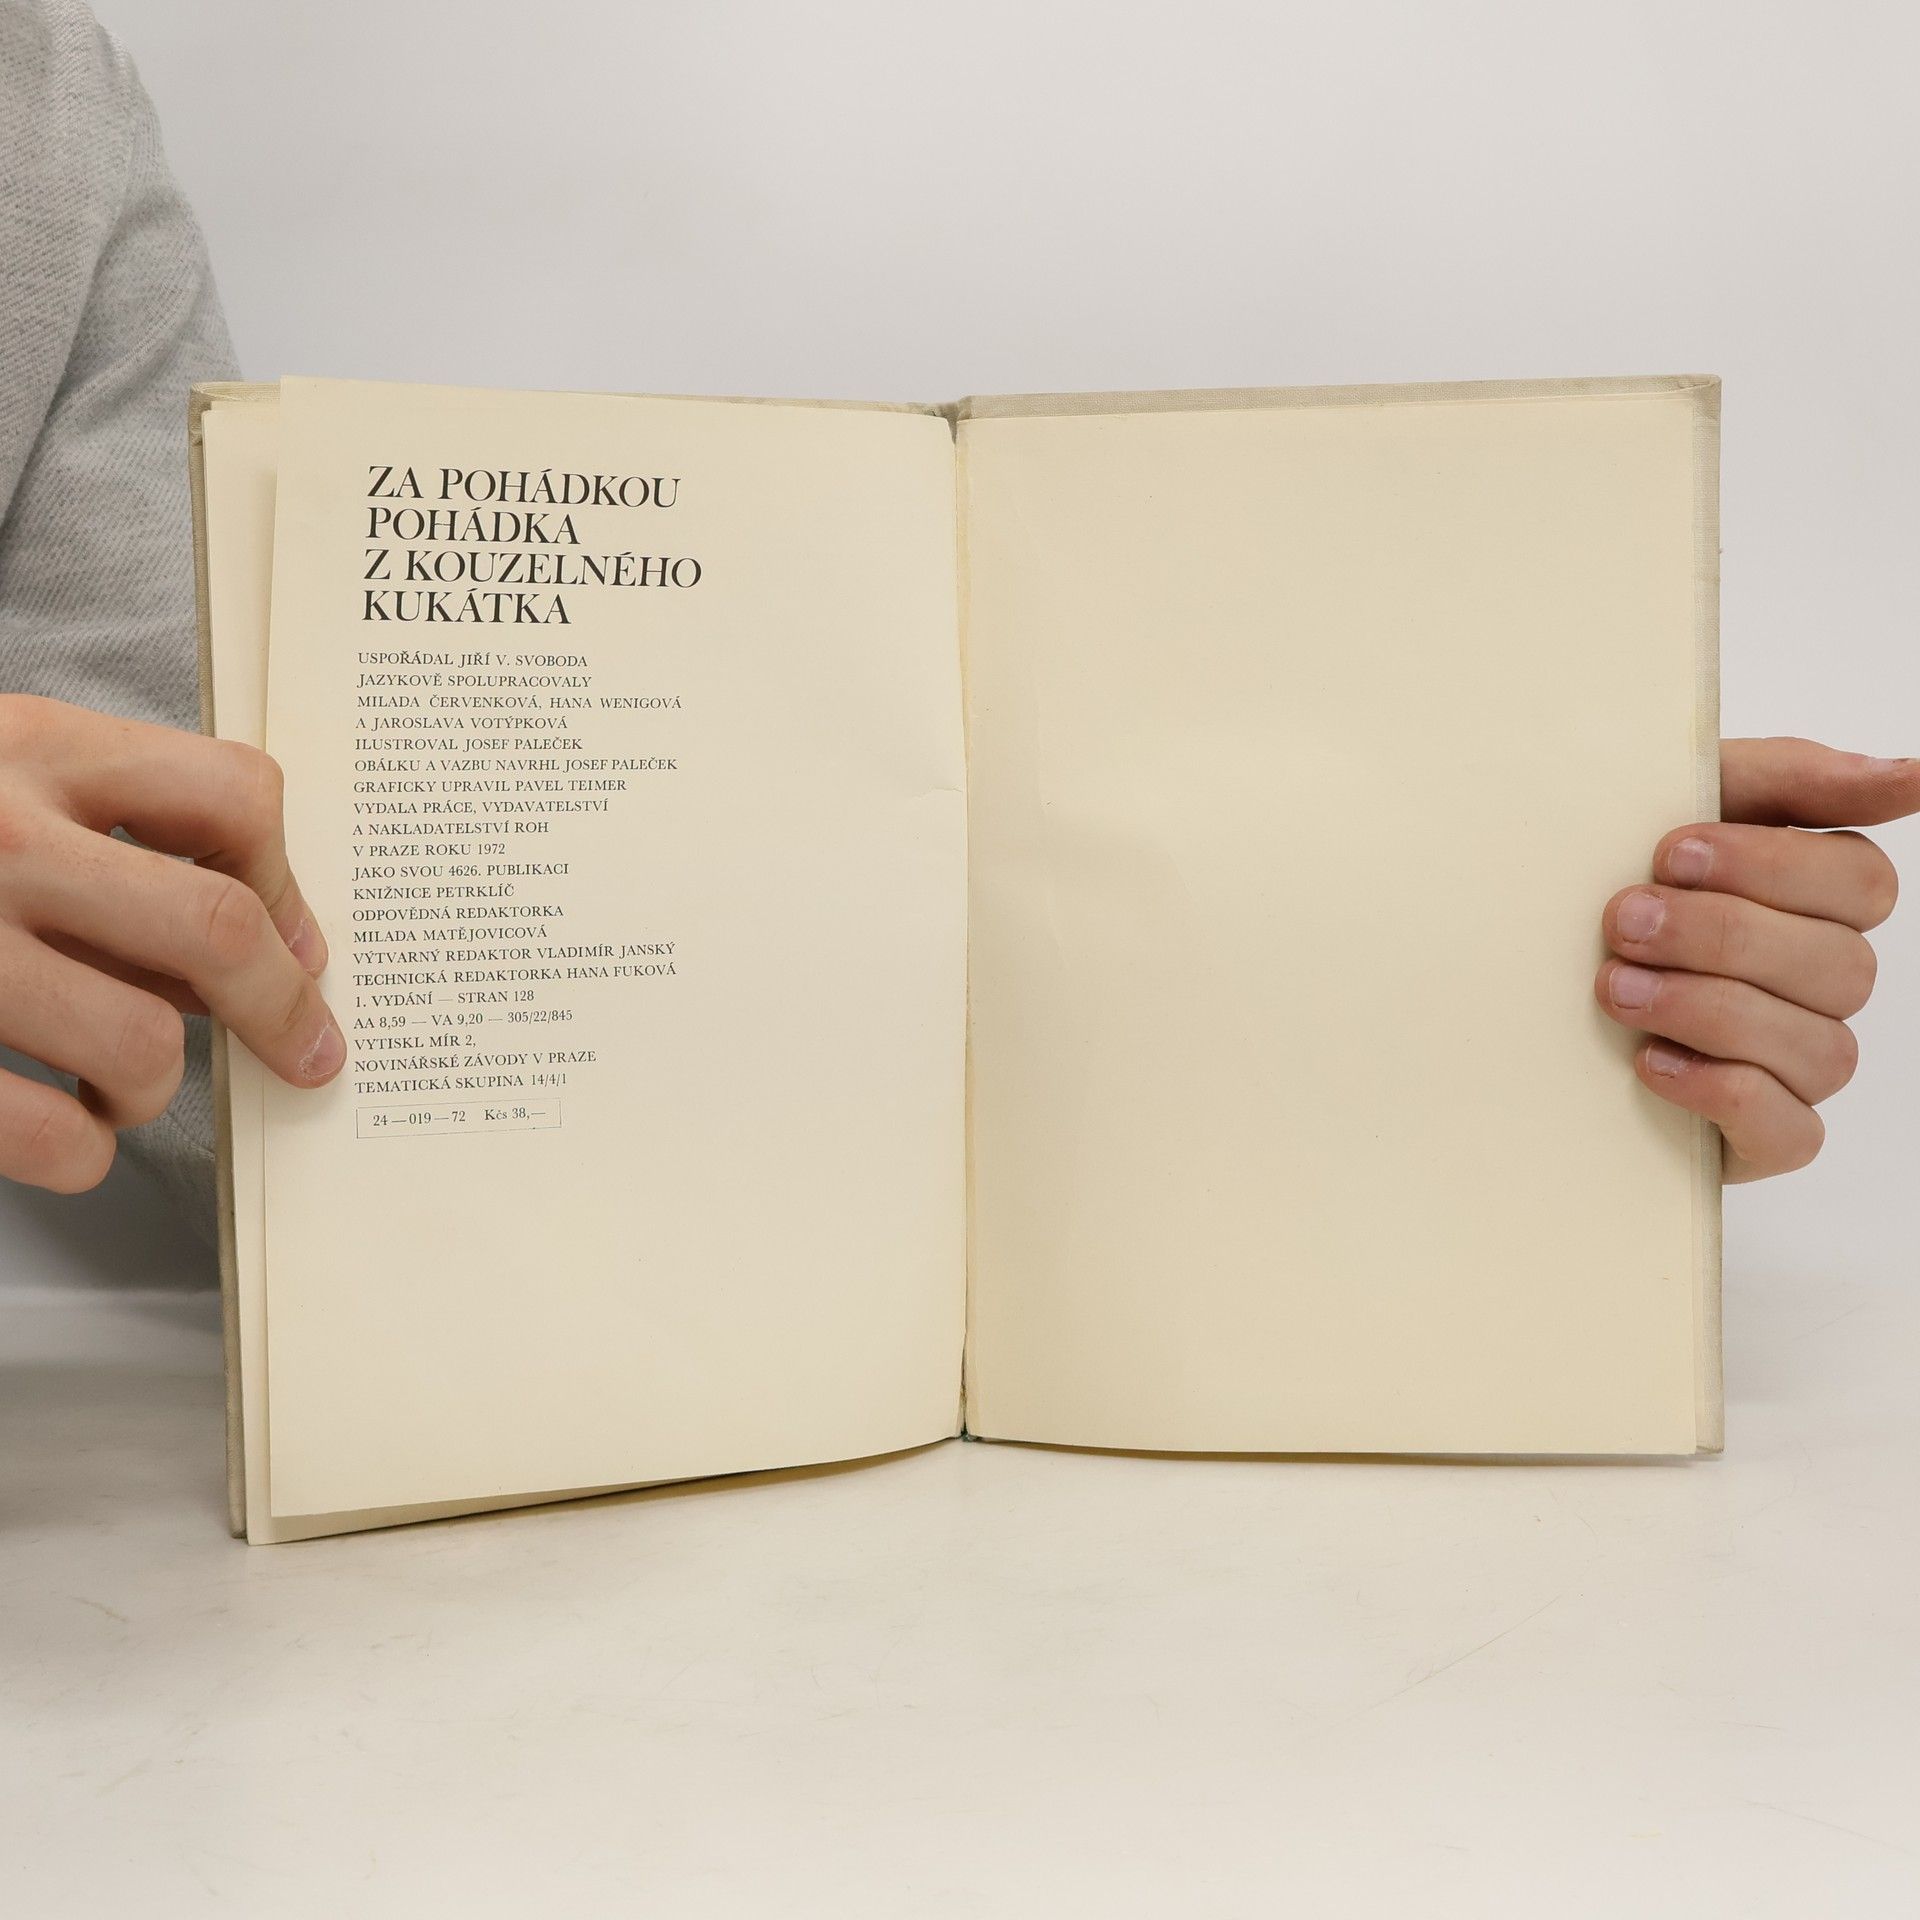 ZA POHÁDKOU
POHÁDKA
Z KOUZELNÉHO
KUKÁTKA
USPOŘÁDAL JIŘÍ V. SVOBODA
JAZYKOVĚ SPOLUPRACOVALY
MILADA ČERVENKOVÁ, HANA WENIGOVÁ
A JAROSLAVA VOTÝPKOVÁ
ILUSTROVAL JOSEF PALEČEK
OBÁLKU A VAZBU NAVRHL JOSEF PALEČEK
GRAFICKY UPRAVIL PAVEL TEIMER
VYDALA PRÁCE, VYDAVATELSTVÍ
A NAKLADATELSTVÍ ROH
V PRAZE ROKU 1972
JAKO SVOU 4626. PUBLIKACI
KNIŽNICE PETRKLÍČ
ODPOVĚDNÁ REDAKTORKA
MILADA MATĚJOVICOVÁ
VÝTVARNÝ REDAKTOR VLADIMÍR JANSKÝ
TECHNICKÁ REDAKTORKA HANA FUKOVÁ
1. VYDÁNÍ — STRAN 128
AA 8,59 — VA 9,20 — 305/22/845
VYTISKL MÍR 2,
NOVINÁŘSKÉ ZÁVODY V PRAZE
TEMATICKÁ SKUPINA 14/4/1
24—019—72 Kčs 38,—